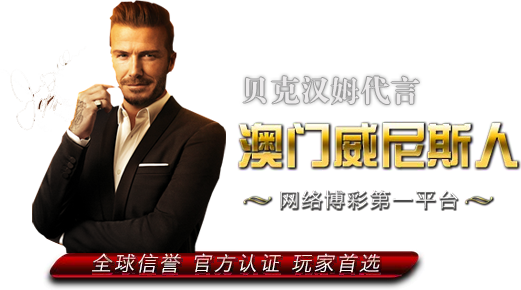 贝克汉姆代言
澳门威尼斯人
网络博彩第一平台
全球信誉 官方认证 玩家首选